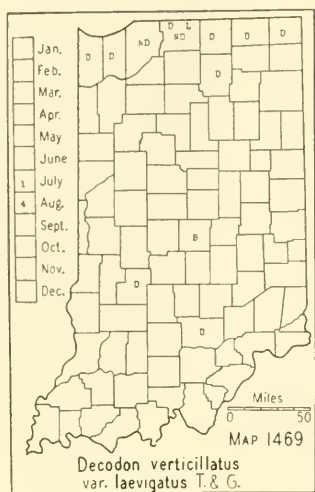 D L
D D ND ND D D D
D
Jan.
Feb.
Mar.
Apr.
May
June
1 July
4 Aug.
Sept.
Oct.
Nov.
Dec.
B
D
D
Miles
0 50
MAP 1469
Decodon verticillatus
var. laevigatus T. & G.